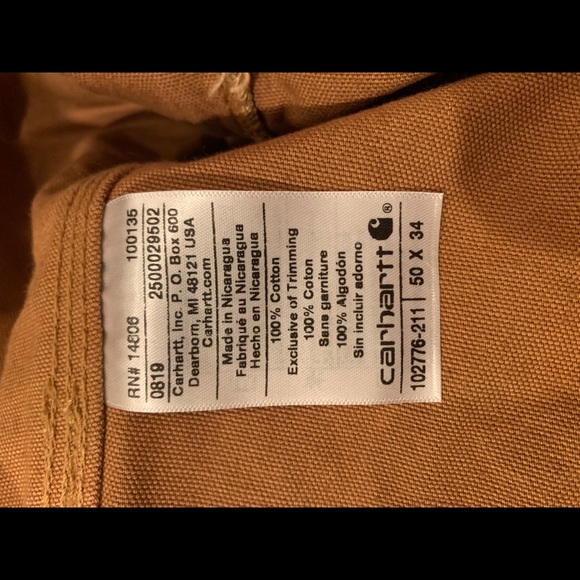 RN# 14806 100135
0819 2500029502
Carhartt, Inc. P. O. Box 600
Dearborn, MI 48121 USA
Carhartt.com
Made in Nicaragua
Fabriqué au Nicaragua
Hecho en Nicaragua
100% Cotton
Exclusive of Trimming
100% Coton
Sans garniture
100% Algodón
Sin incluir adorno
carhartt
102776-211 | 50 X 34